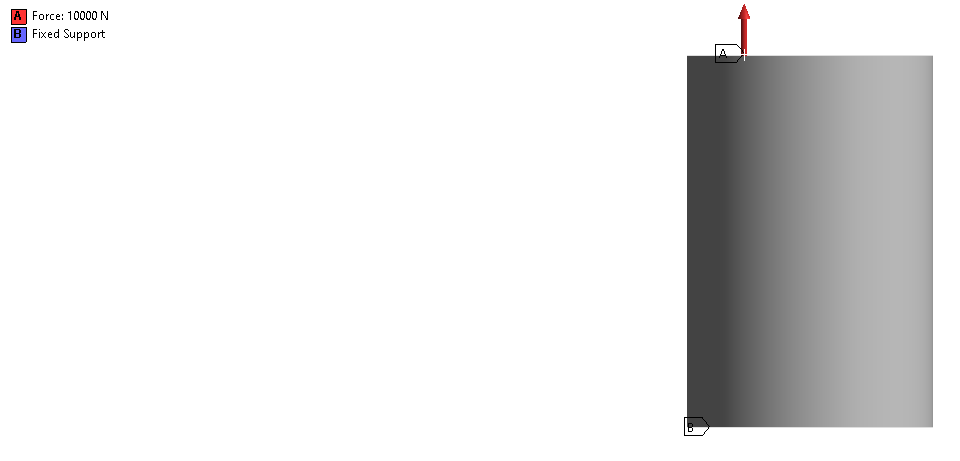 A Force: 10000 N
B Fixed Support
A
B